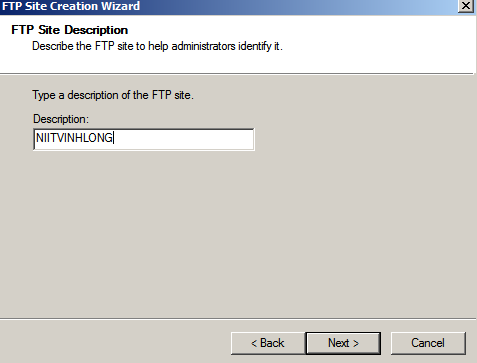 FTP Site Creation Wizard
FTP Site Description
Describe the FTP site to help administrators identify it.
Type a description of the FTP site.
Description:
NIITVINHLONG
< Back
Next >
Cancel